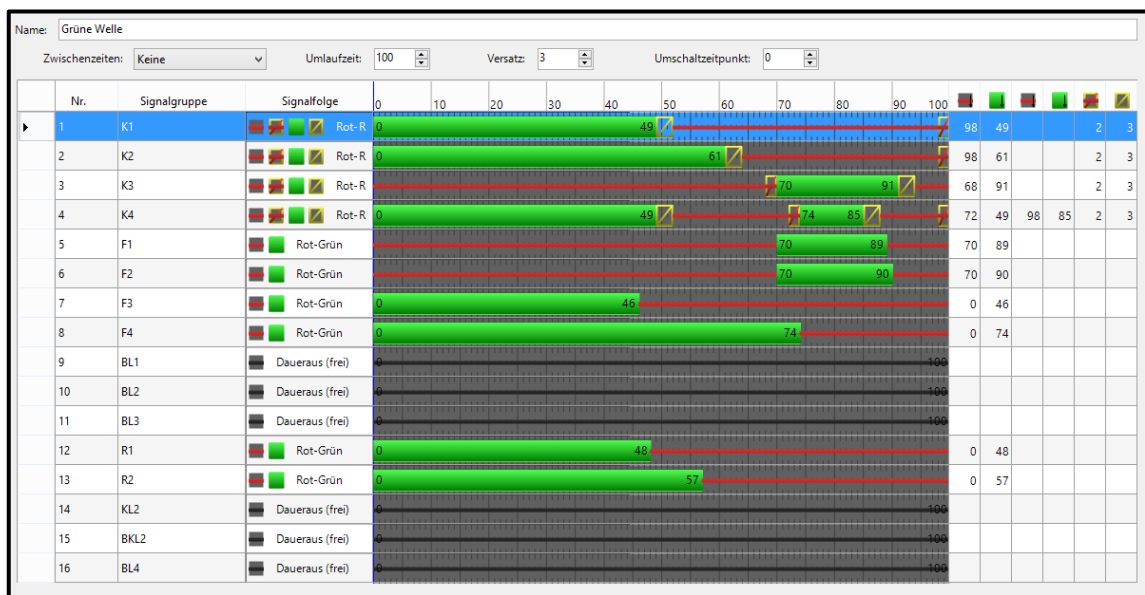 Name: Grüne Welle
Zwischenzeiten: Keine Umlaufzeit: 100 Versatz: 3 Umschaltzeitpunkt: 0
Nr. Signalgruppe Signalfolge 0 10 20 30 40 50 60 70 80 90 100
1 K1 Rot-R 0 49 98 49 2 3
2 K2 Rot-R 0 61 98 61 2 3
3 K3 Rot-R 70 91 68 91 2 3
4 K4 Rot-R 0 49 74 85 72 49 98 85 2 3
5 F1 Rot-Grün 70 89 70 89
6 F2 Rot-Grün 70 90 70 90
7 F3 Rot-Grün 0 46 0 46
8 F4 Rot-Grün 0 74 0 74
9 BL1 Daueraus (frei) 0 100
10 BL2 Daueraus (frei) 0 100
11 BL3 Daueraus (frei) 0 100
12 R1 Rot-Grün 0 48 0 48
13 R2 Rot-Grün 0 57 0 57
14 KL2 Daueraus (frei) 0 100
15 BKL2 Daueraus (frei) 0 100
16 BL4 Daueraus (frei) 0 100